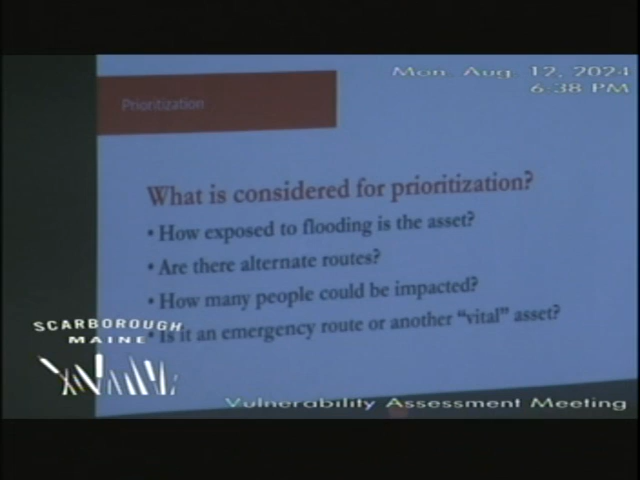 Mon. Aug. 12, 2024
6:38 PM
Prioritization
What is considered for prioritization?
• How exposed to flooding is the asset?
• Are there alternate routes?
• How many people could be impacted?
• Is it an emergency route or another “vital” asset?
SCARBOROUGH
MAINE
Vulnerability Assessment Meeting